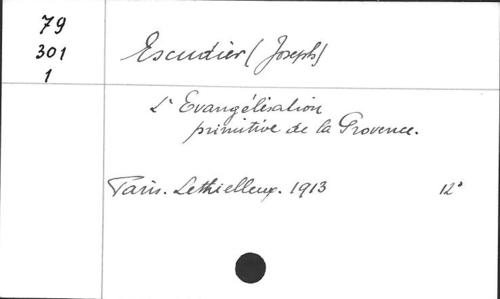 79
301
1
Escudier (Joseph)
L'Evangélisation
primitive de la Provence.
Paris. Lethielleux. 1913 12°